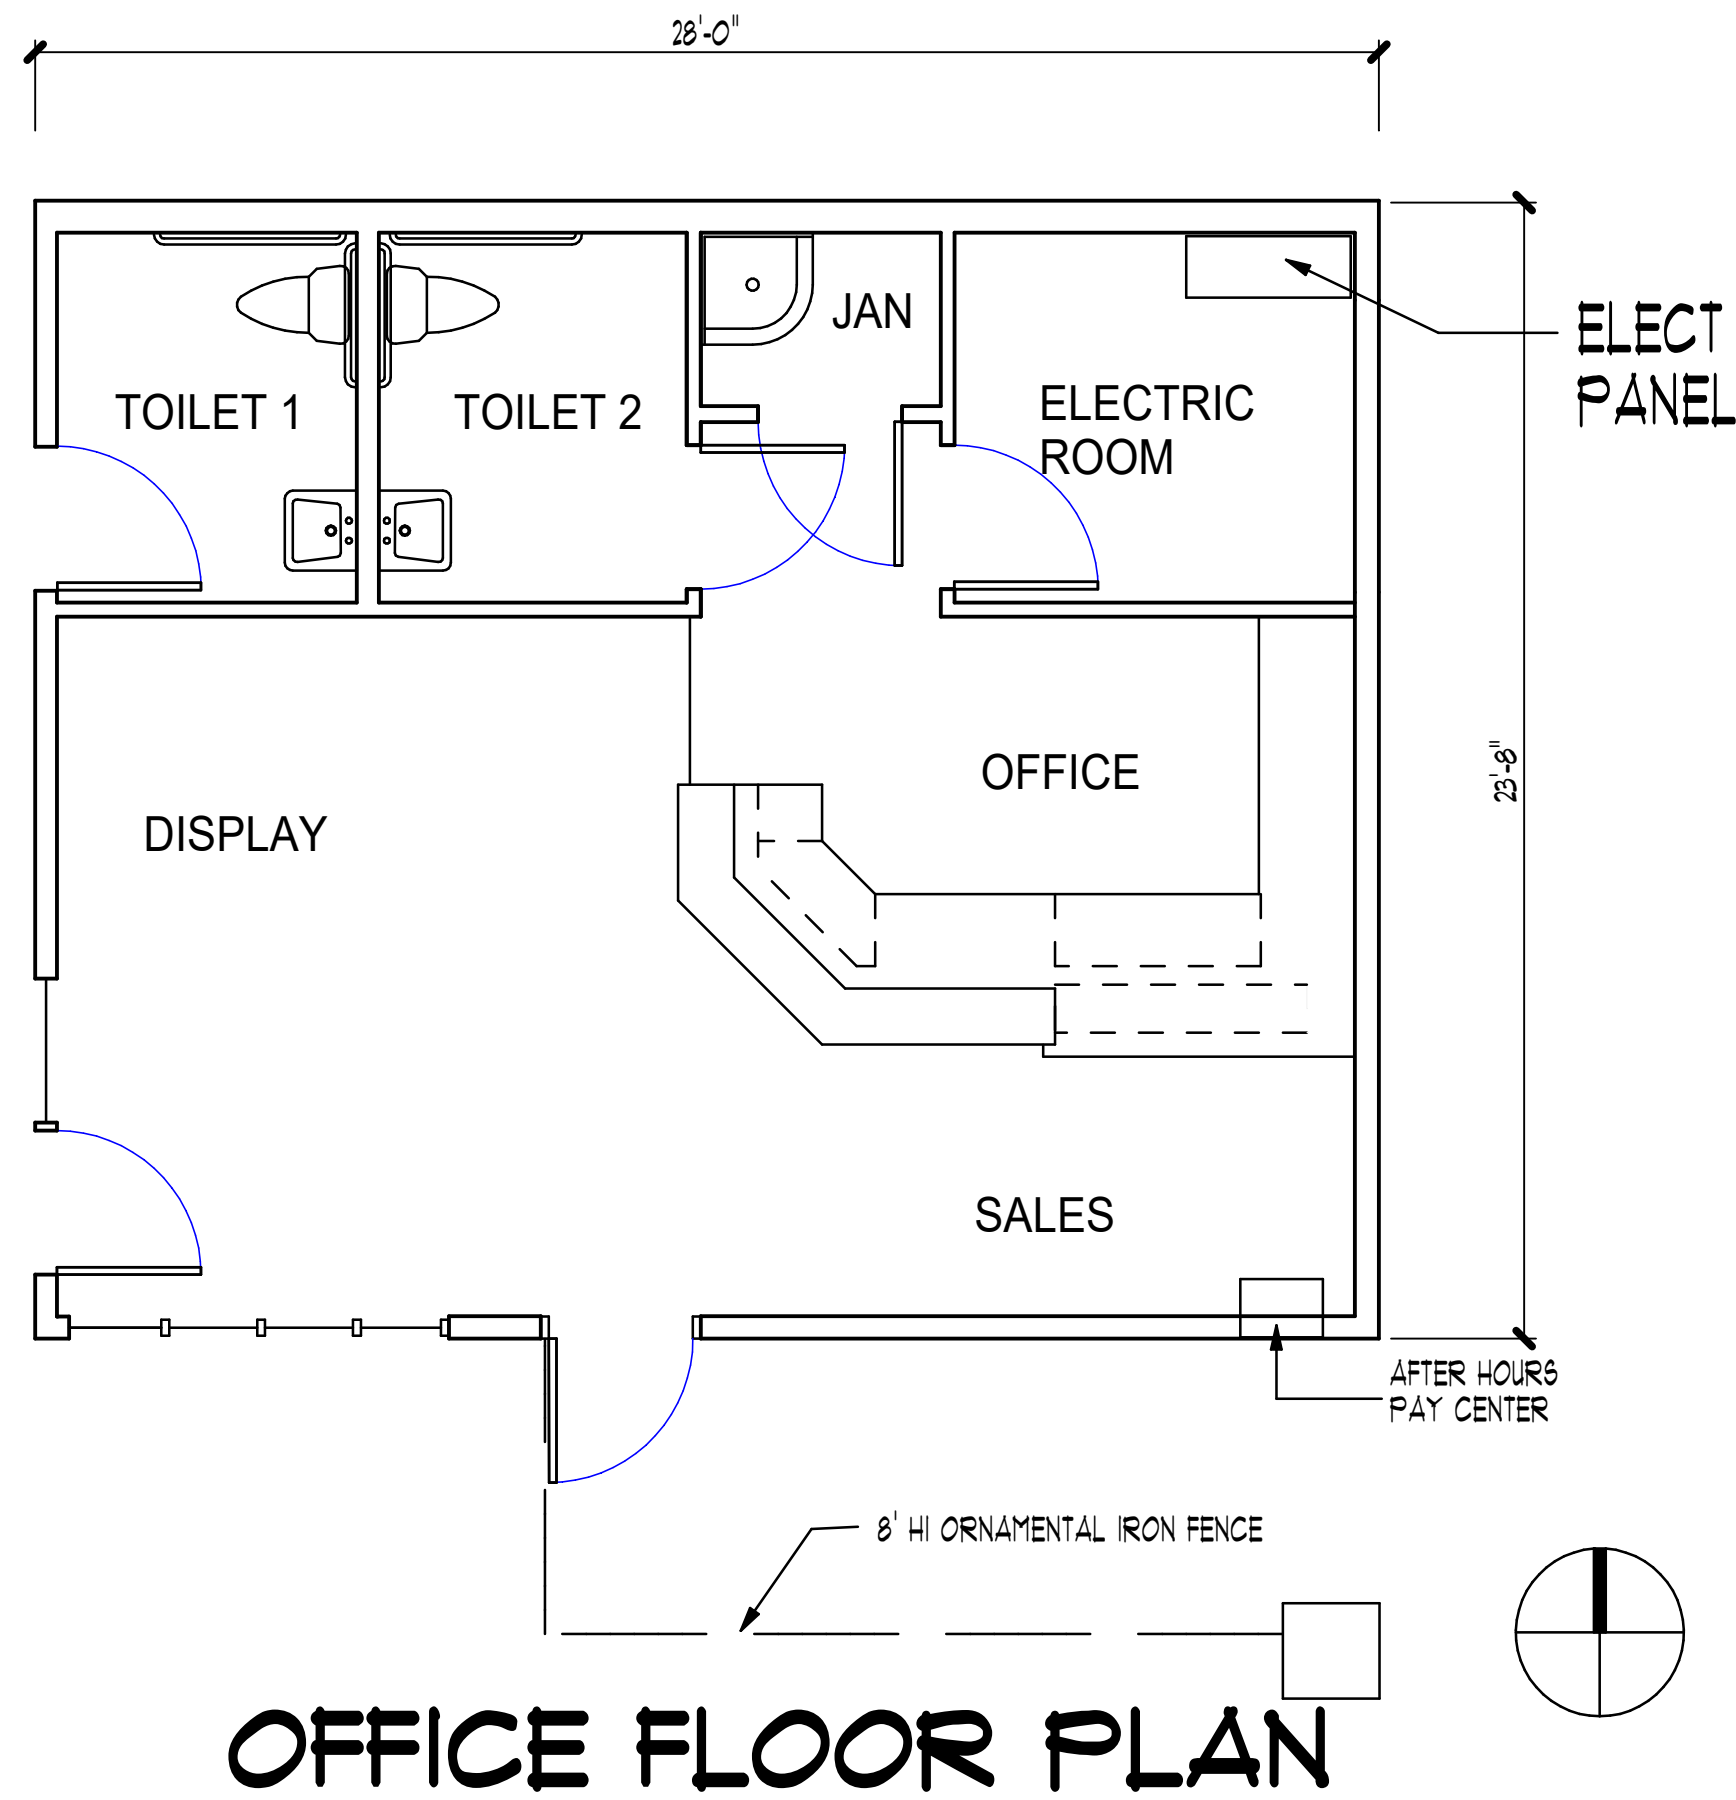 28'-0"
JAN
ELECT
PANEL
TOILET 1
TOILET 2
ELECTRIC
ROOM
OFFICE
23'-8"
DISPLAY
SALES
AFTER HOURS
PAY CENTER
8' HI ORNAMENTAL IRON FENCE
OFFICE FLOOR PLAN